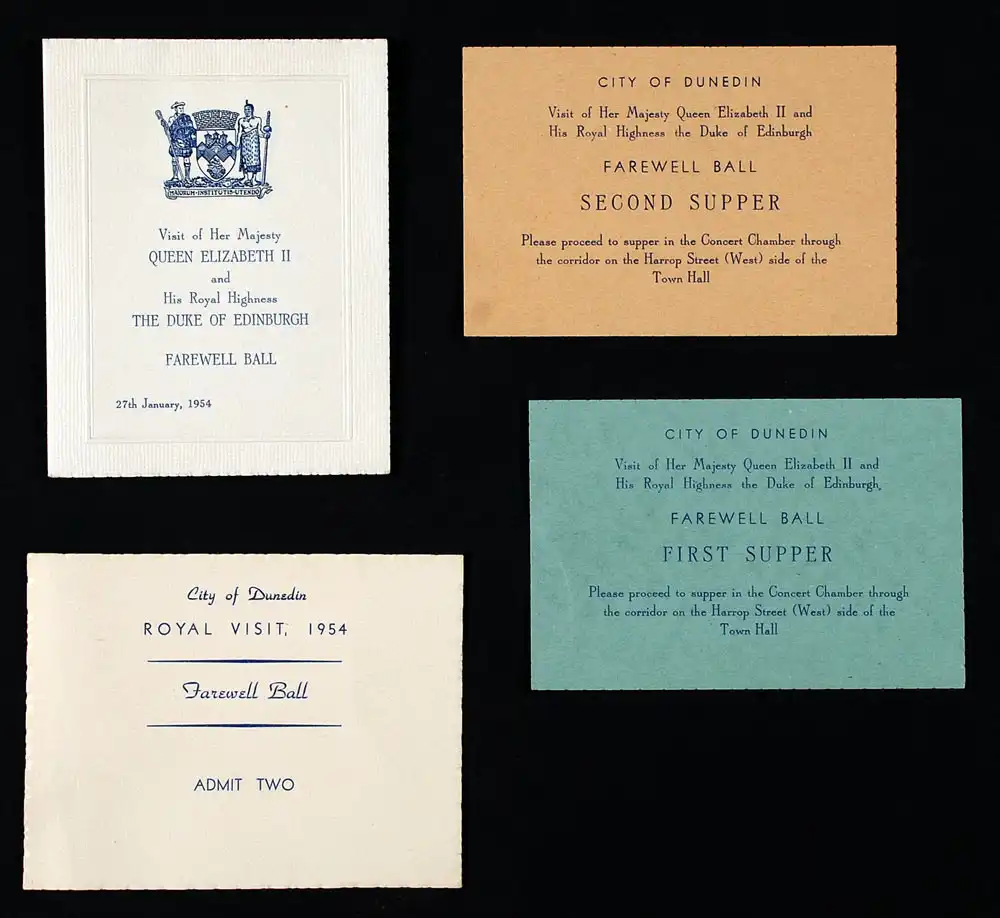 MAIORUM·INSTITUTIS·UTENDO
Visit of Her Majesty
QUEEN ELIZABETH II
and
His Royal Highness
THE DUKE OF EDINBURGH
FAREWELL BALL
27th January, 1954
CITY OF DUNEDIN
Visit of Her Majesty Queen Elizabeth II and
His Royal Highness the Duke of Edinburgh
FAREWELL BALL
SECOND SUPPER
Please proceed to supper in the Concert Chamber through
the corridor on the Harrop Street (West) side of the
Town Hall
CITY OF DUNEDIN
Visit of Her Majesty Queen Elizabeth II and
His Royal Highness the Duke of Edinburgh
FAREWELL BALL
FIRST SUPPER
Please proceed to supper in the Concert Chamber through
the corridor on the Harrop Street (West) side of the
Town Hall
City of Dunedin
ROYAL VISIT, 1954
Farewell Ball
ADMIT TWO